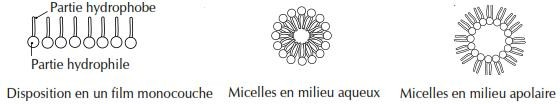 Partie hydrophobe
Partie hydrophile
Disposition en un film monocouche
Micelles en milieu aqueux
Micelles en milieu apolaire